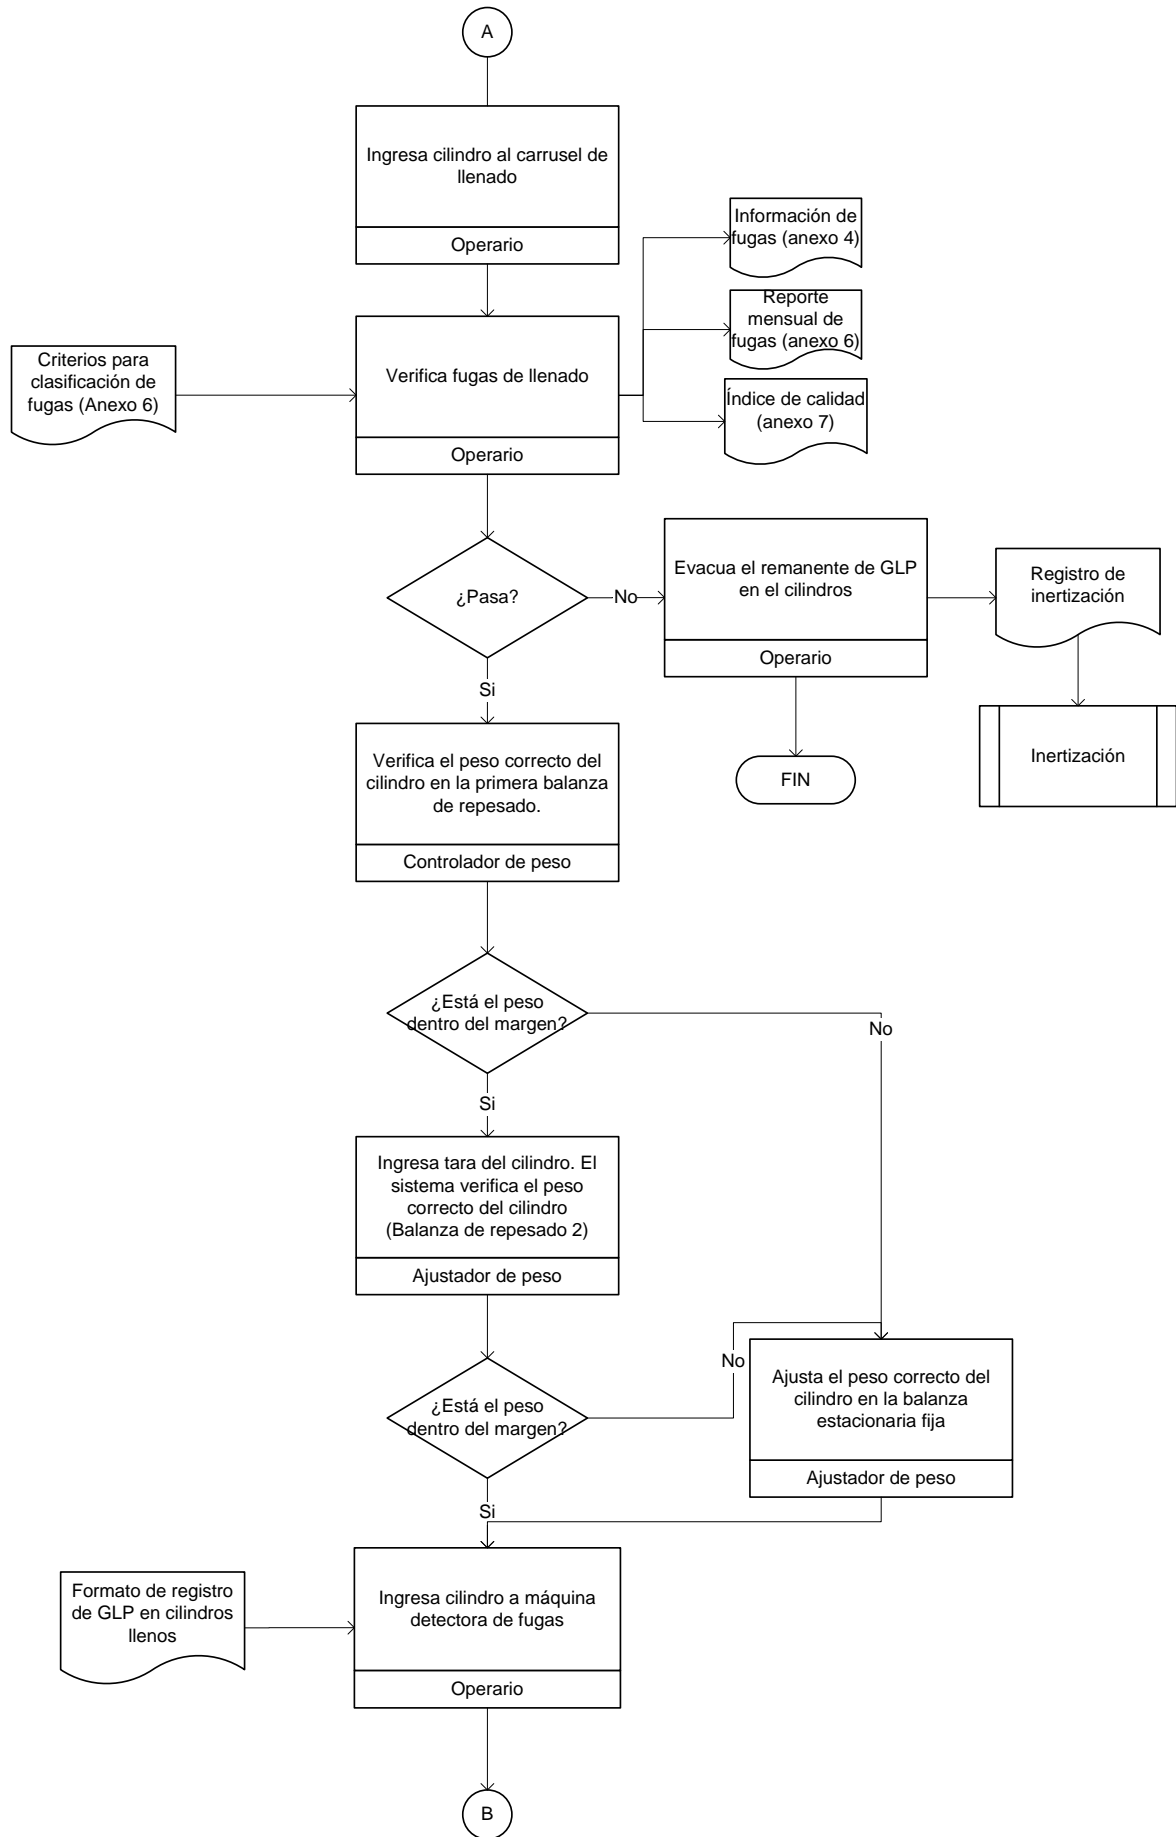 A
Ingresa cilindro al carrusel de
llenado
Operario
Información de
fugas (anexo 4)
Reporte
mensual de
fugas (anexo 6)
Criterios para
clasificación de
fugas (Anexo 6)
Verifica fugas de llenado
Operario
Índice de calidad
(anexo 7)
¿Pasa?
No
Evacua el remanente de GLP
en el cilindros
Operario
Registro de
inertización
Si
FIN
Inertización
Verifica el peso correcto del
cilindro en la primera balanza
de repesado.
Controlador de peso
¿Está el peso
dentro del margen?
No
Si
Ingresa tara del cilindro. El
sistema verifica el peso
correcto del cilindro
(Balanza de repesado 2)
Ajustador de peso
¿Está el peso
dentro del margen?
No
Ajusta el peso correcto del
cilindro en la balanza
estacionaria fija
Ajustador de peso
Si
Formato de registro
de GLP en cilindros
llenos
Ingresa cilindro a máquina
detectora de fugas
Operario
B